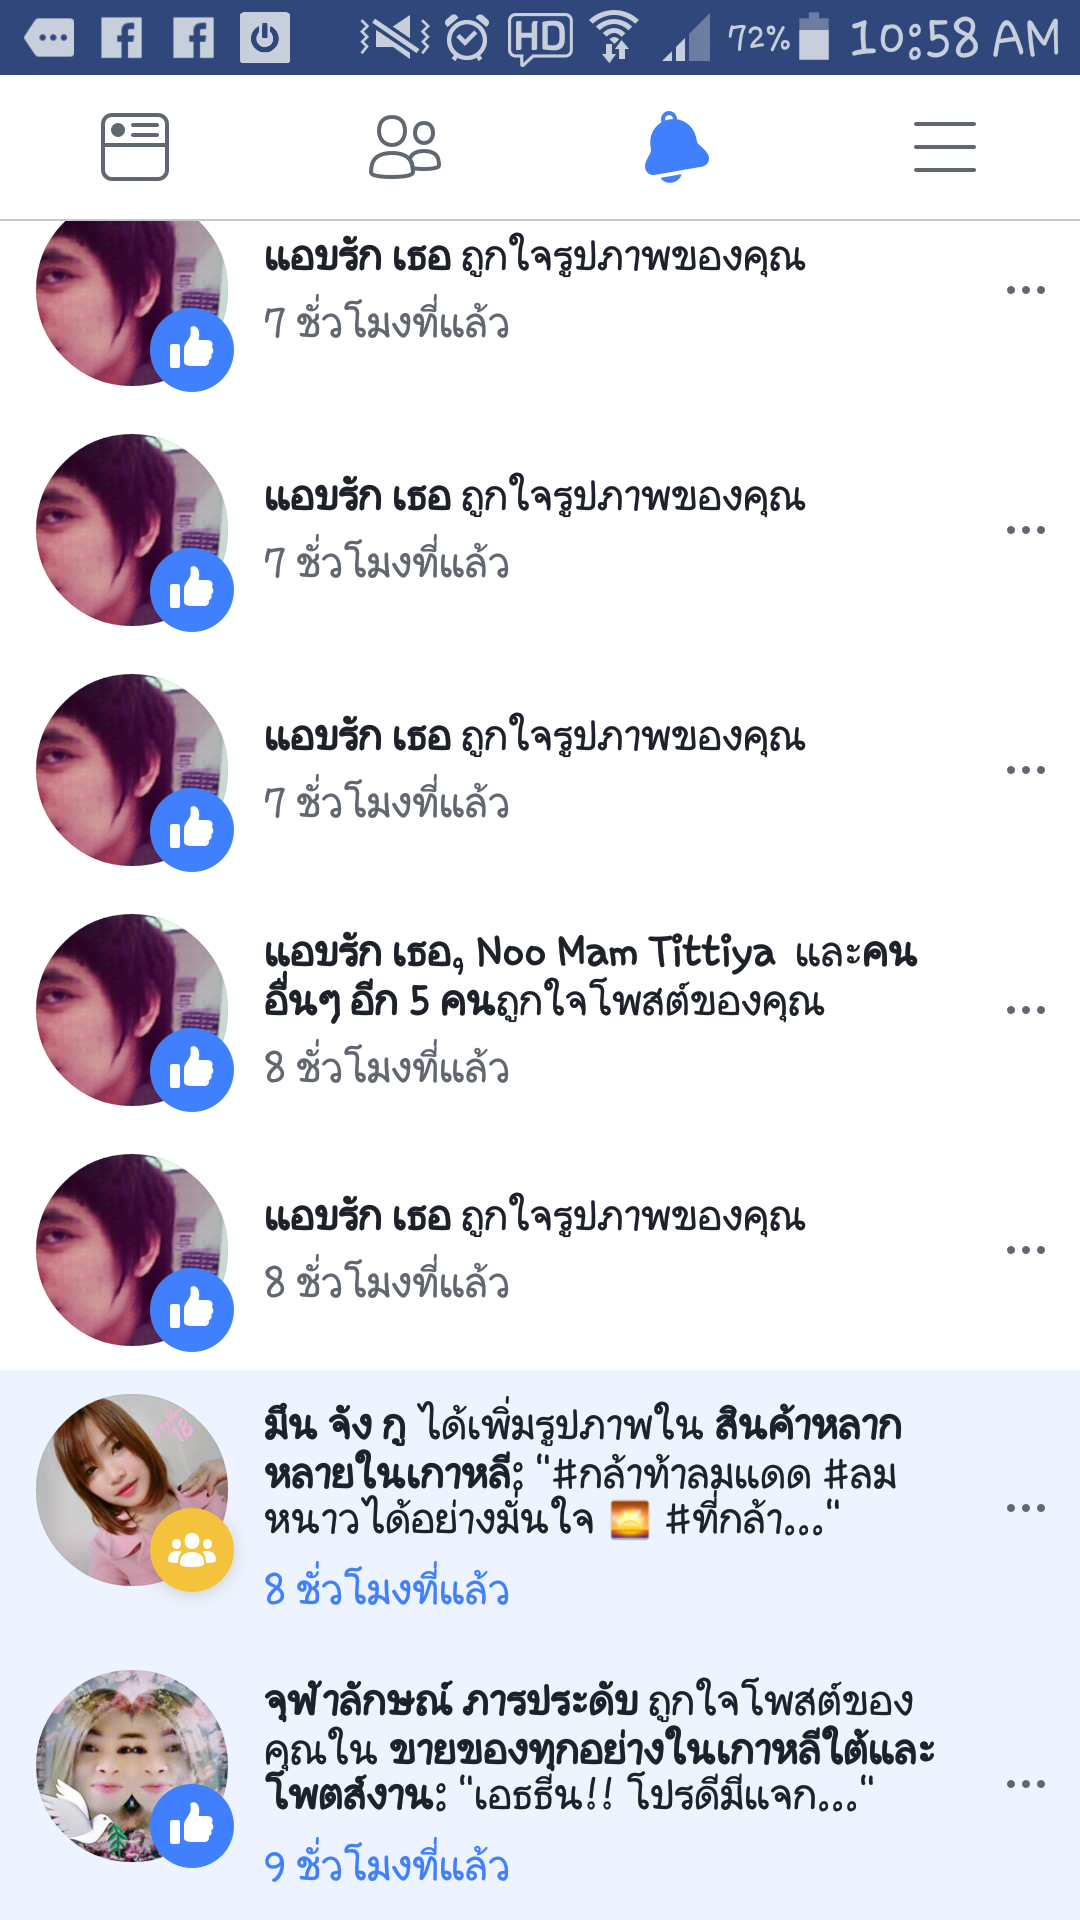 HD 72% 10:58 AM
แอบรัก เธอ ถูกใจรูปภาพของคุณ
7 ชั่วโมงที่แล้ว
แอบรัก เธอ ถูกใจรูปภาพของคุณ
7 ชั่วโมงที่แล้ว
แอบรัก เธอ ถูกใจรูปภาพของคุณ
7 ชั่วโมงที่แล้ว
แอบรัก เธอ, Noo Mam Tittiya และคน
อื่นๆ อีก 5 คนถูกใจโพสต์ของคุณ
8 ชั่วโมงที่แล้ว
แอบรัก เธอ ถูกใจรูปภาพของคุณ
8 ชั่วโมงที่แล้ว
มึน จัง กู ได้เพิ่มรูปภาพใน สินค้าหลาก
หลายในเกาหลี: "#กล้าท้าลมแดด #ลม
หนาวได้อย่างมั่นใจ 🌅 #ที่กล้า..."
8 ชั่วโมงที่แล้ว
จุฬาลักษณ์ ภารประดับ ถูกใจโพสต์ของ
คุณใน ขายของทุกอย่างในเกาหลีใต้และ
โพตส์งาน: "เอธธีน!! โปรดีมีแจก..."
9 ชั่วโมงที่แล้ว